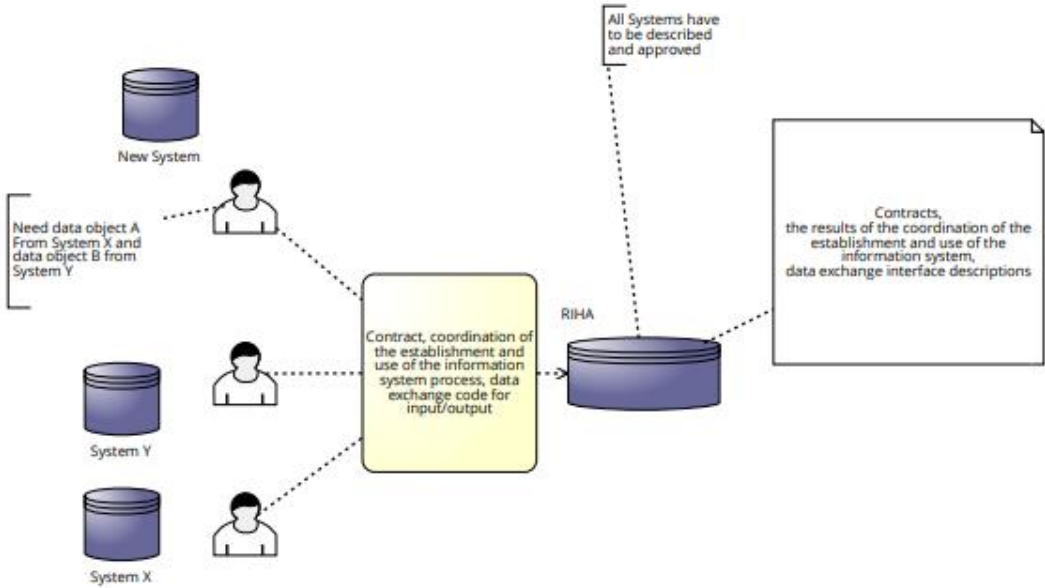 All Systems have
to be described
and approved
New System
Need data object A
From System X and
data object B from
System Y
Contracts,
the results of the coordination of the
establishment and use of the
information system,
data exchange interface descriptions
RIHA
Contract, coordination of
the establishment and
use of the information
system process, data
exchange code for
input/output
System Y
System X